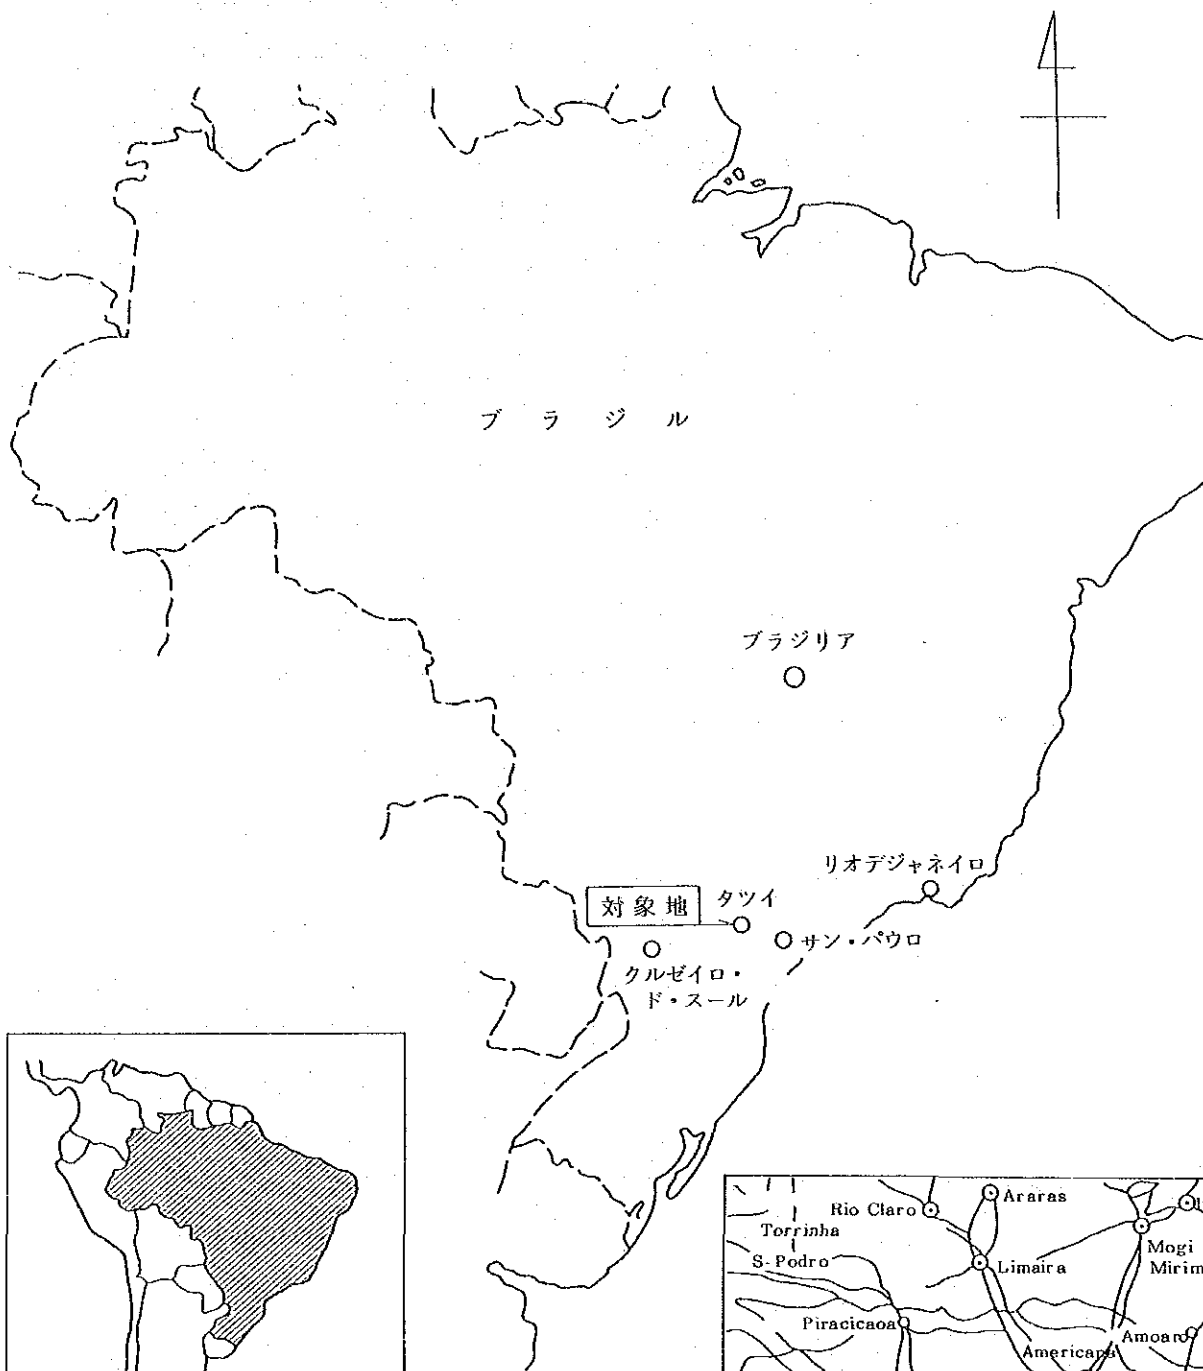 ブラジル
ブラジリア
リオデジャネイロ
対象地
タツイ
サン・パウロ
クルゼイロ・
ド・スール
Araras
Rio Claro
Torrinha
Mogi
Mirim
S-Podro
Limaira
Piracicaoa
Amoaro
Americapa